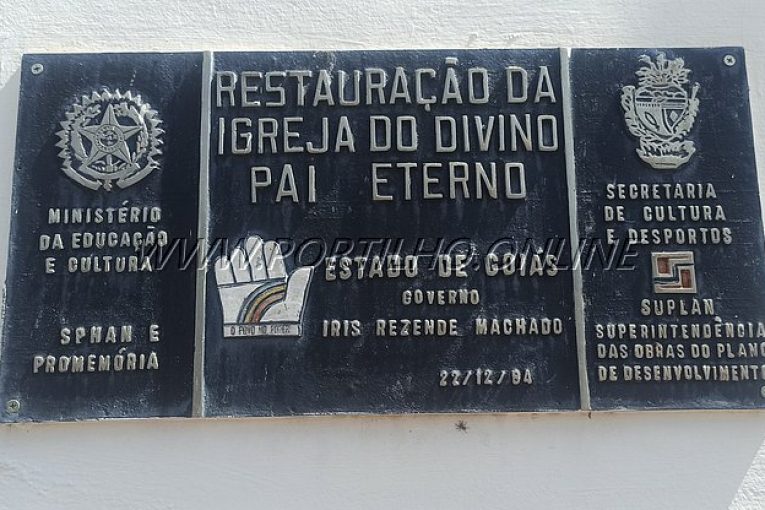 MINISTÉRIO
DA EDUCAÇÃO
E CULTURA
SPHAN E
PROMEMÓRIA
RESTAURAÇÃO DA
IGREJA DO DIVINO
PAI ETERNO
O POVO NO PODER
ESTADO DE GOIÁS
GOVERNO
IRIS REZENDE MACHADO
22/12/84
SECRETARIA
DE CULTURA
E DESPORTOS
SUPLAN
SUPERINTENDÊNCIA
DAS OBRAS DO PLANO
DE DESENVOLVIMENTO
WWW.PORTILHO.ONLINE